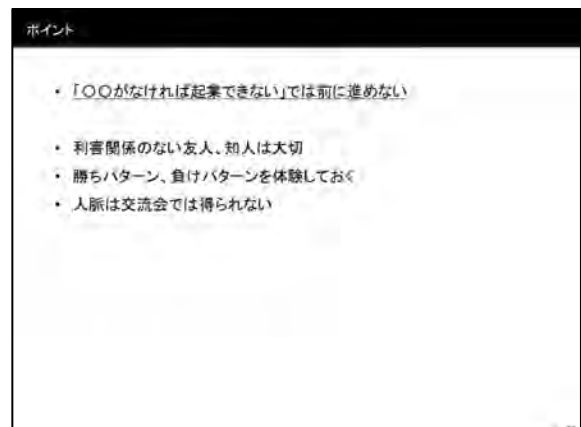 ポイント
・「〇〇がなければ起業できない」では前に進めない
・利害関係のない友人、知人は大切
・勝ちパターン、負けパターンを体験しておく
・人脈は交流会では得られない